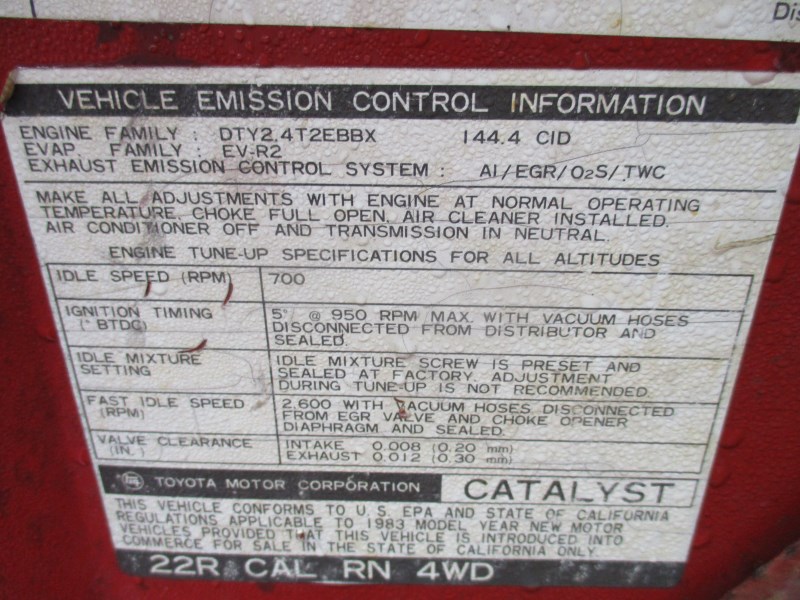 Dis
VEHICLE EMISSION CONTROL INFORMATION
ENGINE FAMILY : DTY2.4T2EBBX 144.4 CID
EVAP. FAMILY : EV-R2
EXHAUST EMISSION CONTROL SYSTEM : AI/EGR/O2S/TWC
MAKE ALL ADJUSTMENTS WITH ENGINE AT NORMAL OPERATING
TEMPERATURE, CHOKE FULL OPEN, AIR CLEANER INSTALLED.
AIR CONDITIONER OFF AND TRANSMISSION IN NEUTRAL.
ENGINE TUNE-UP SPECIFICATIONS FOR ALL ALTITUDES
IDLE SPEED (RPM) 700
IGNITION TIMING
(° BTDC)
5° @ 950 RPM MAX. WITH VACUUM HOSES
DISCONNECTED FROM DISTRIBUTOR AND
SEALED.
IDLE MIXTURE
SETTING
IDLE MIXTURE SCREW IS PRESET AND
SEALED AT FACTORY. ADJUSTMENT
DURING TUNE-UP IS NOT RECOMMENDED.
FAST IDLE SPEED
(RPM)
2,600 WITH VACUUM HOSES DISCONNECTED
FROM EGR VALVE AND CHOKE OPENER
DIAPHRAGM AND SEALED.
VALVE CLEARANCE
(IN.)
INTAKE 0.008 (0.20 mm)
EXHAUST 0.012 (0.30 mm)
TOYOTA MOTOR CORPORATION CATALYST
THIS VEHICLE CONFORMS TO U.S. EPA AND STATE OF CALIFORNIA
REGULATIONS APPLICABLE TO 1983 MODEL YEAR NEW MOTOR
VEHICLES PROVIDED THAT THIS VEHICLE IS INTRODUCED INTO
COMMERCE FOR SALE IN THE STATE OF CALIFORNIA ONLY.
22R CAL RN 4WD